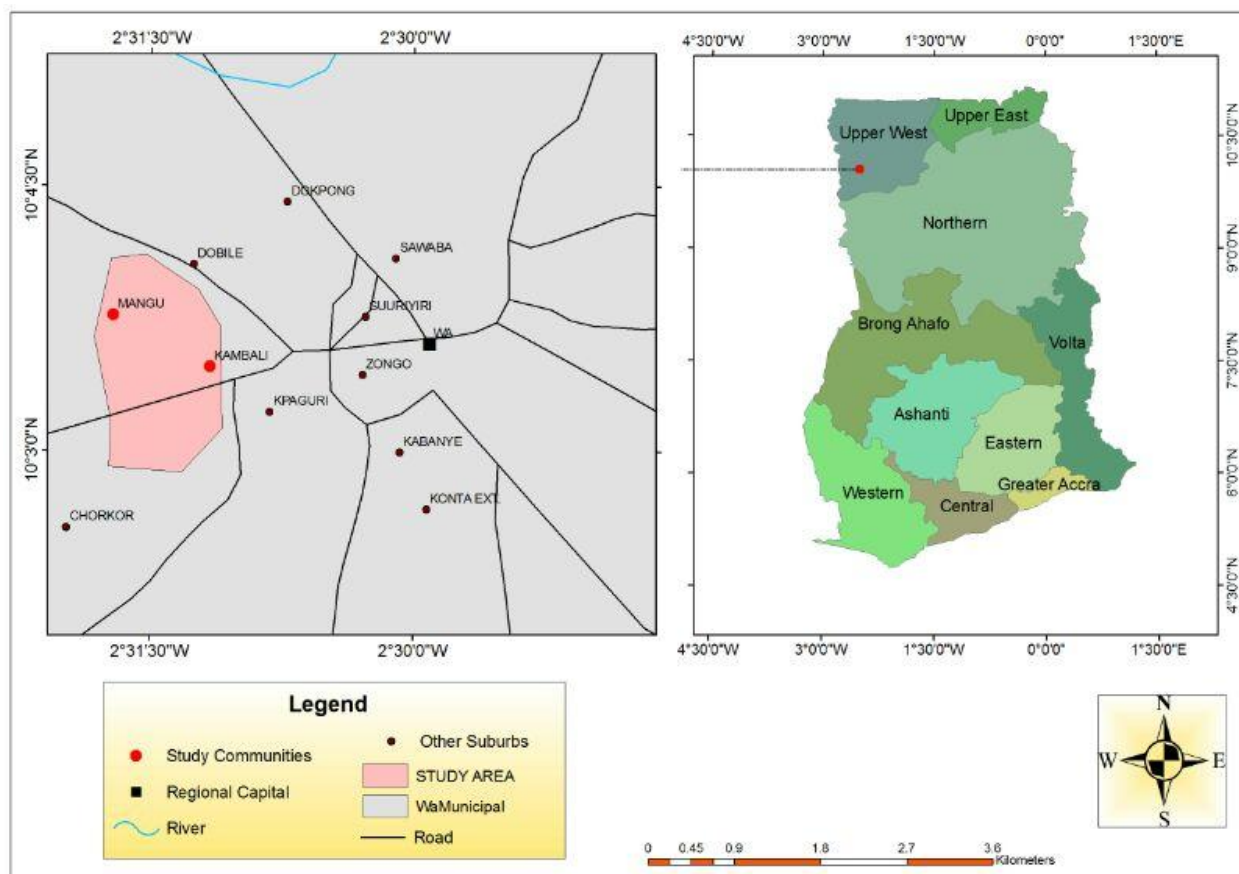 2°31'30"W 2°30'0"W
4°30'0"W 3°0'0"W 1°30'0"W 0°0'0" 1°30'0"E
10°4'30"N
10°3'0"N
DOKPONG
DOBILE
SAWABA
MANGU
SUURIYIRI
WA
KAMBALI
ZONGO
KPAGURI
KABANYE
KONTA EXT.
CHORKOR
2°31'30"W 2°30'0"W
Upper East
Upper West
Northern
Brong Ahafo
Volta
Ashanti
Eastern
Greater Accra
Western
Central
10°30'0"N
9°0'0"N
7°30'0"N
6°0'0"N
4°30'0"N
4°30'0"W 3°0'0"W 1°30'0"W 0°0'0" 1°30'0"E
Legend
Study Communities
Regional Capital
River
Other Suburbs
STUDY AREA
WaMunicipal
Road
N
W E
S
0 0.45 0.9 1.8 2.7 3.6
Kilometers